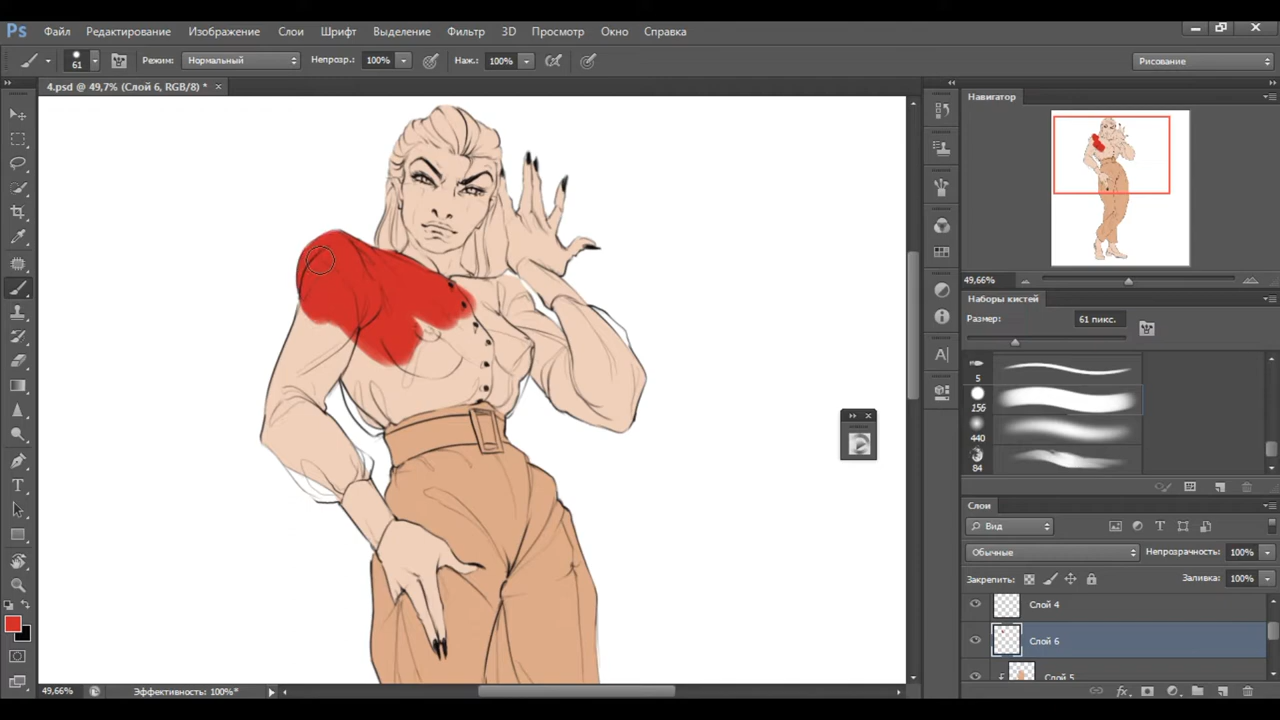 Ps Файл Редактирование Изображение Слои Шрифт Выделение Фильтр 3D Просмотр Окно Справка
61 Режим: Нормальный Непрозр.: 100% Наж.: 100% Рисование
4.psd @ 49,7% (Слой 6, RGB/8) *
Навигатор
49,66%
Наборы кистей
Размер: 61 пикс.
5
156
440
84
Слои
Вид
Обычные Непрозрачность: 100%
Закрепить: Заливка: 100%
Слой 4
Слой 6
Слой 5
49,66% Эффективность: 100%*